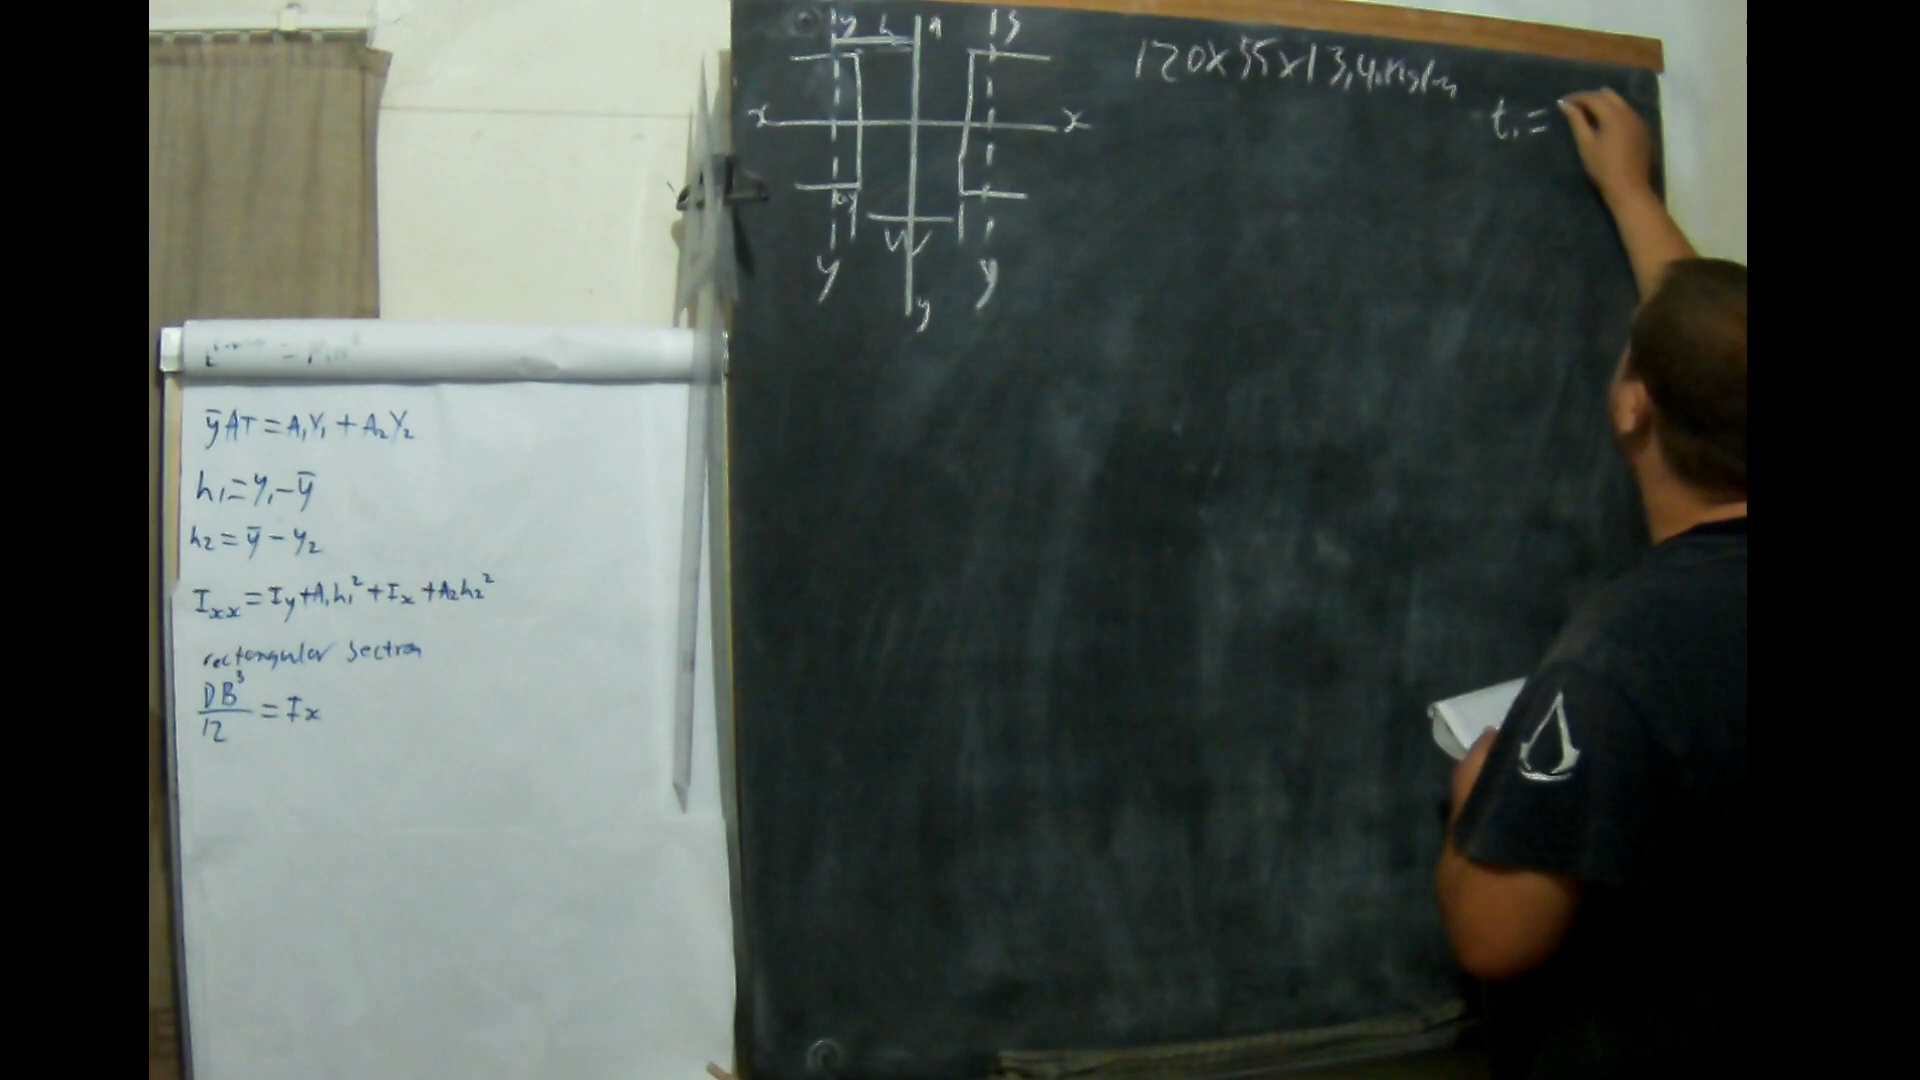 ȳAT = A₁Y₁ + A₂Y₂
h₁ = y₁ - ȳ
h₂ = ȳ - y₂
Ixx = Iy + A₁h₁² + Ix + A₂h₂²
rectangular section
DB³/12 = Ix
y h y
x x
W
y y
y
120x55x13,4 kg/m
t₁ =